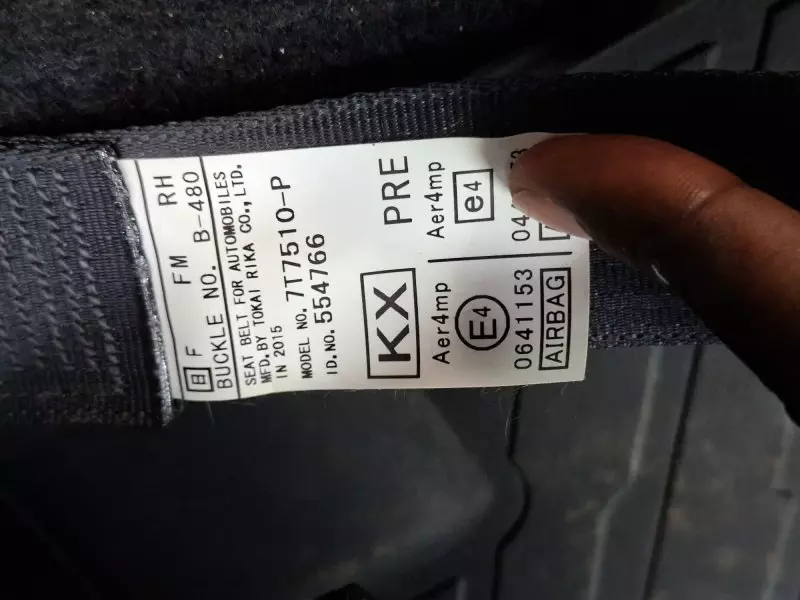 B F FM RH
BUCKLE NO. B-480
SEAT BELT FOR AUTOMOBILES
MFD. BY TOKAI RIKA CO., LTD.
IN 2015
MODEL NO. 7T7510-P
ID. NO. 554766
KX PRE
Aer4mp Aer4mp
E4 e4
0641153
AIRBAG